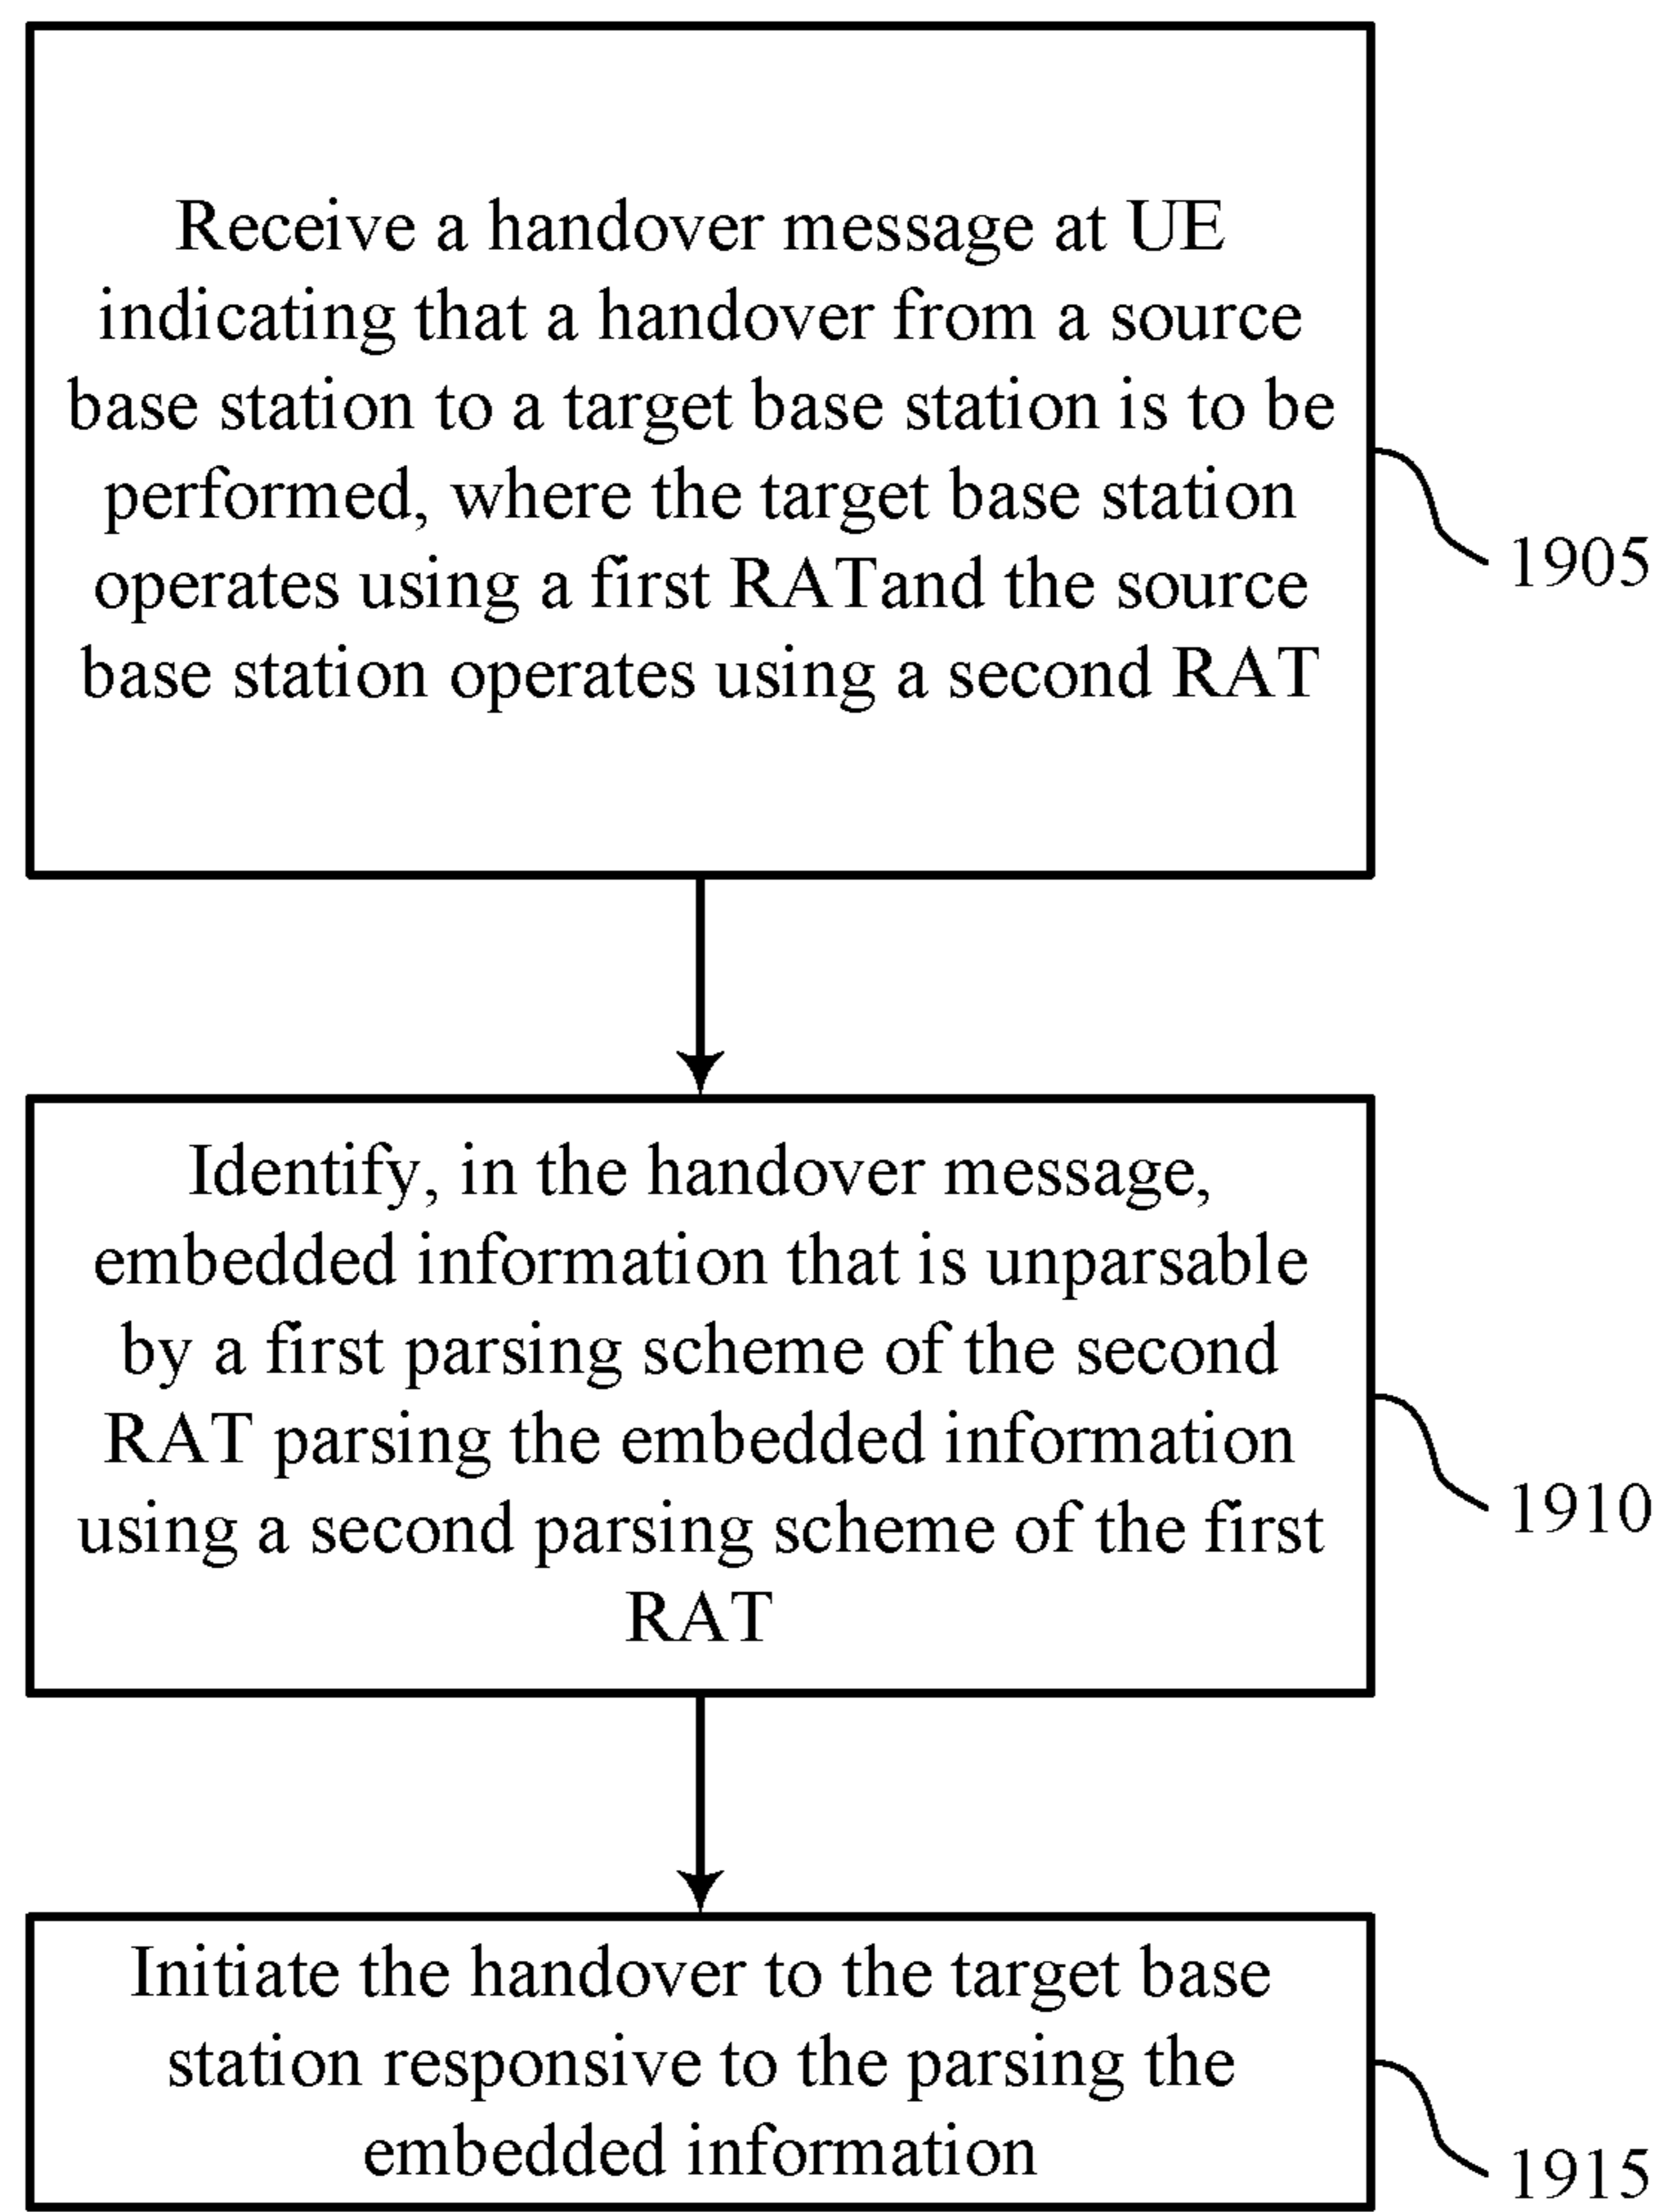 Receive a handover message at UE
indicating that a handover from a source
base station to a target base station is to be
performed, where the target base station
operates using a first RATand the source
base station operates using a second RAT
1905
Identify, in the handover message,
embedded information that is unparsable
by a first parsing scheme of the second
RAT parsing the embedded information
using a second parsing scheme of the first
RAT
1910
Initiate the handover to the target base
station responsive to the parsing the
embedded information
1915